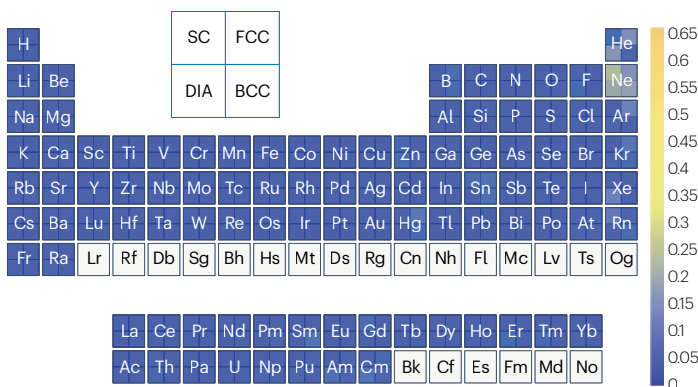 SC FCC
DIA BCC
H He
Li Be B C N O F Ne
Na Mg Al Si P S Cl Ar
K Ca Sc Ti V Cr Mn Fe Co Ni Cu Zn Ga Ge As Se Br Kr
Rb Sr Y Zr Nb Mo Tc Ru Rh Pd Ag Cd In Sn Sb Te I Xe
Cs Ba Lu Hf Ta W Re Os Ir Pt Au Hg Tl Pb Bi Po At Rn
Fr Ra Lr Rf Db Sg Bh Hs Mt Ds Rg Cn Nh Fl Mc Lv Ts Og
La Ce Pr Nd Pm Sm Eu Gd Tb Dy Ho Er Tm Yb
Ac Th Pa U Np Pu Am Cm Bk Cf Es Fm Md No
0.65
0.6
0.55
0.5
0.45
0.4
0.35
0.3
0.25
0.2
0.15
0.1
0.05
0